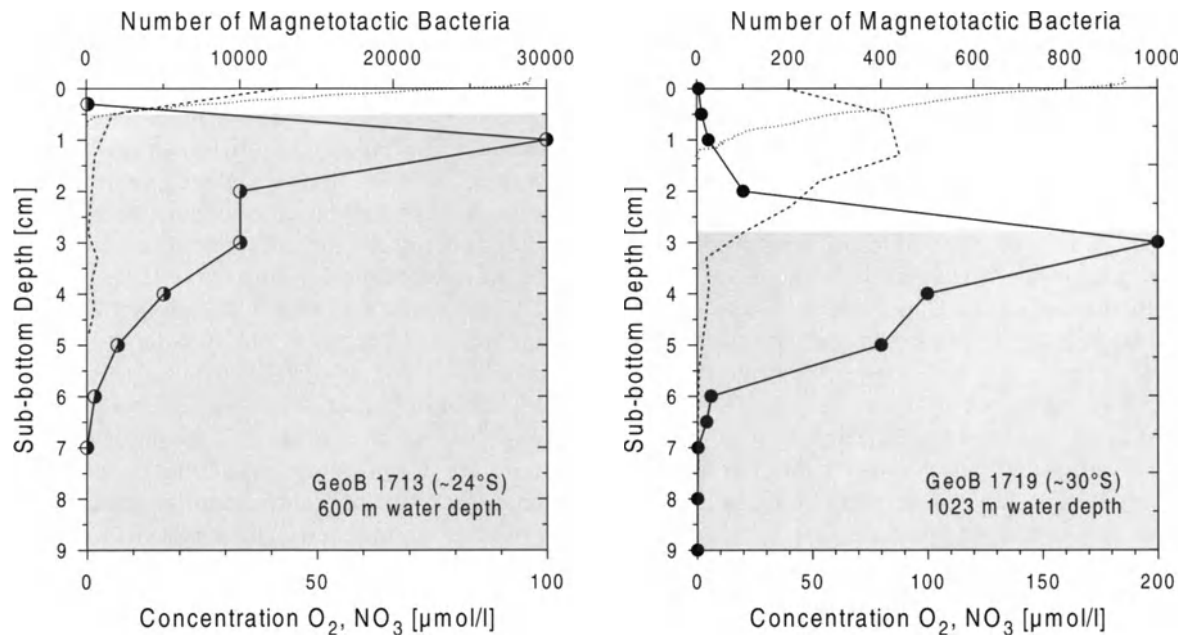 Number of Magnetotactic Bacteria
0 10000 20000 30000
Sub-bottom Depth [cm]
0
1
2
3
4
5
6
7
8
9
GeoB 1713 (~24°S)
600 m water depth
0 50 100
Concentration O₂, NO₃ [µmol/l]
Number of Magnetotactic Bacteria
0 200 400 600 800 1000
Sub-bottom Depth [cm]
0
1
2
3
4
5
6
7
8
9
GeoB 1719 (~30°S)
1023 m water depth
0 50 100 150 200
Concentration O₂, NO₃ [µmol/l]